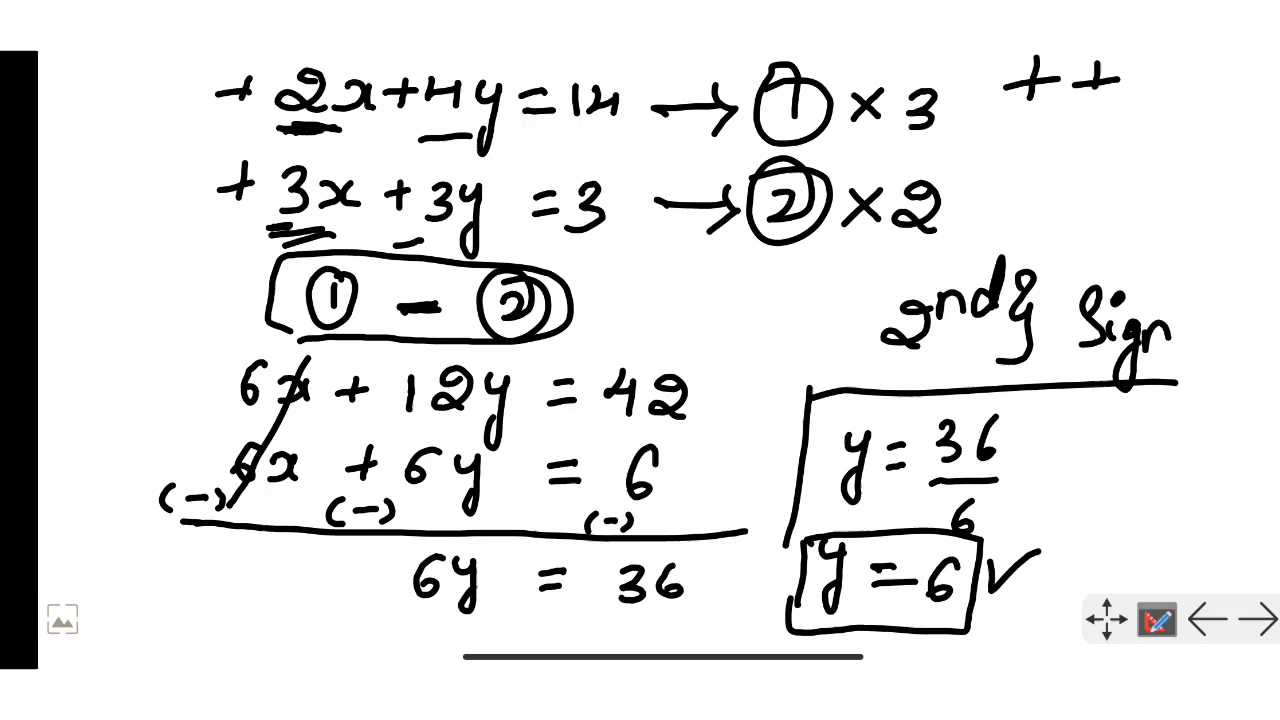 + 2x + 4y = 14 → ① × 3 + +
+ 3x + 3y = 3 → ② × 2
① - ②
2nd} Sign
6x + 12y = 42
6x + 6y = 6
(-) (-) (-)
6y = 36
y = 36/6
y = 6 ✓